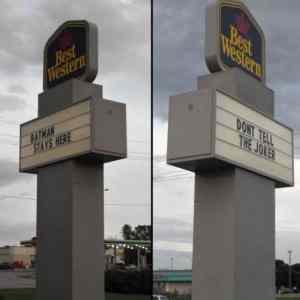 Best
Western
BATMAN
STAYS HERE
Best
Western
DONT TELL
THE JOKER